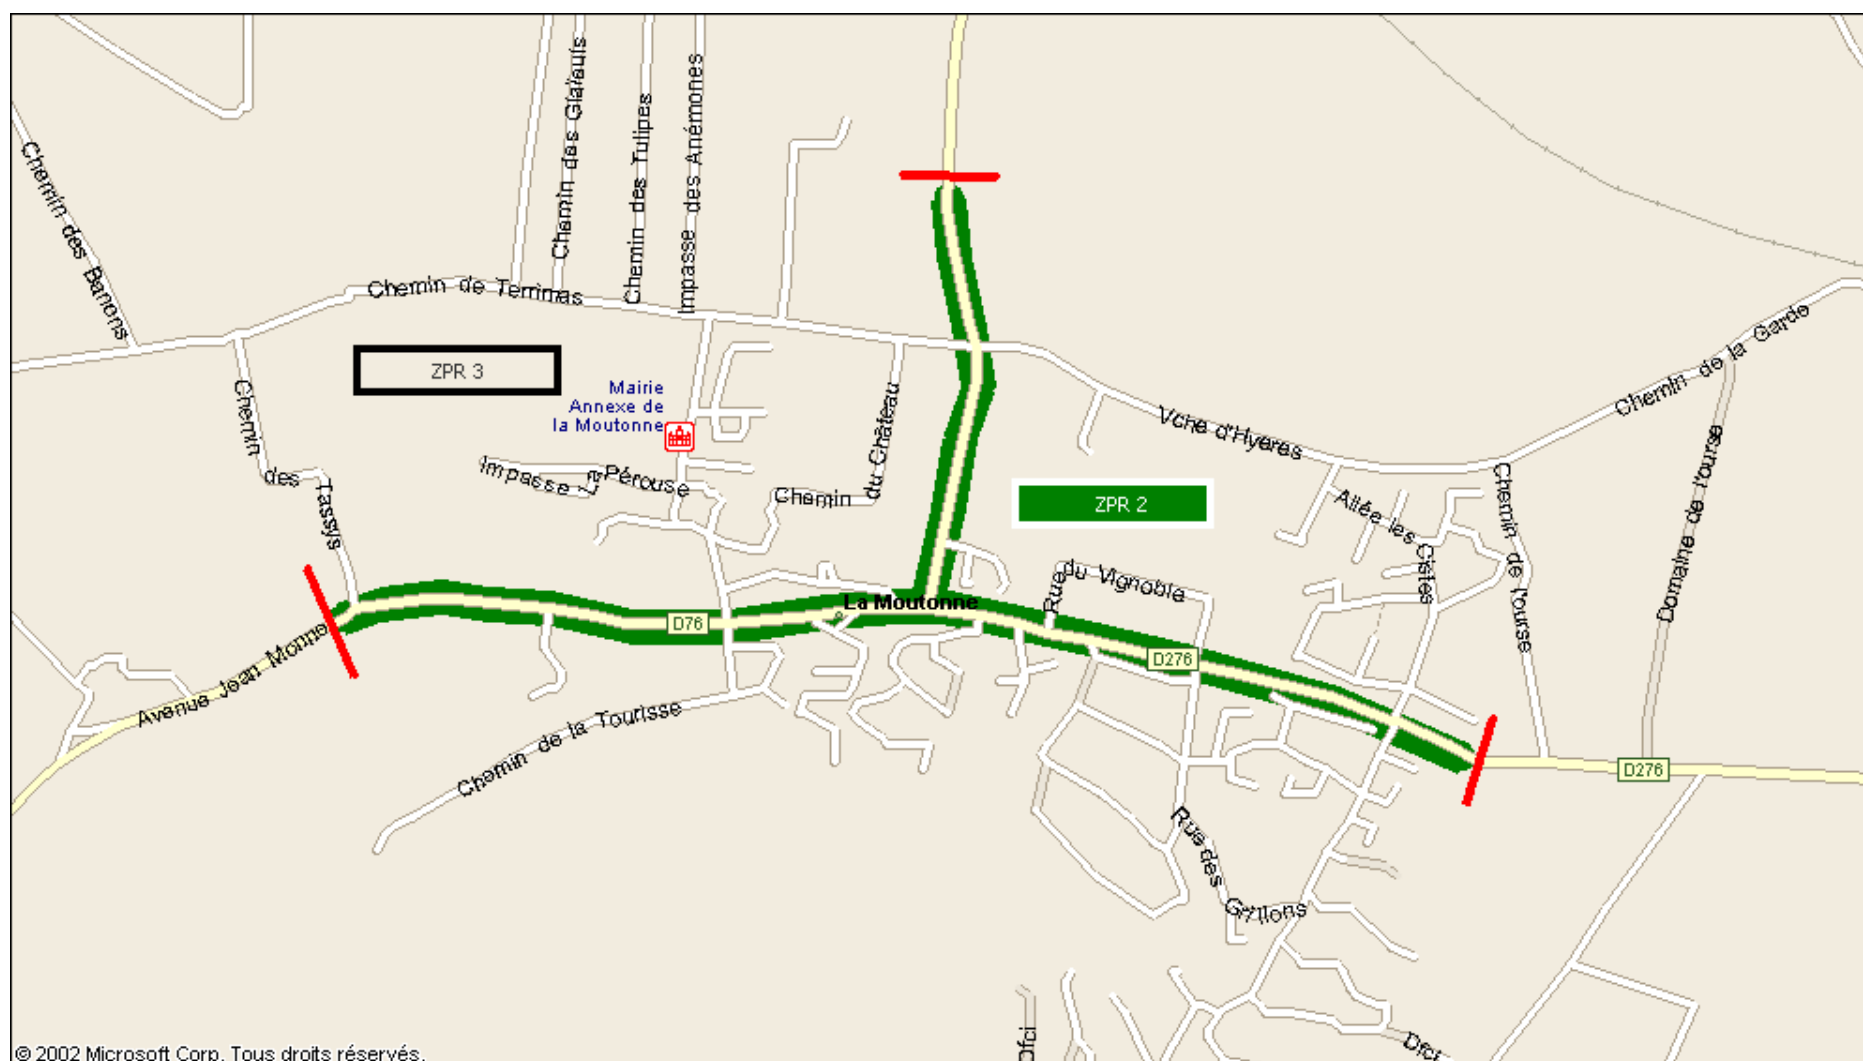 Chemin des Glaïeuls
Chemin des Tulipes
Impasse des Anémones
Chemin des Banons
Chemin de Terrimas
ZPR 3
Mairie
Annexe de
la Moutonne
Chemin des Tassys
Impasse La Pérouse
Chemin du Château
Vche d'Hyeres
Chemin de la Garde
ZPR 2
Allée les Cistes
Chemin de l'ourse
Domaine de l'ourse
Rue du Vignoble
La Moutonne
D76
D276
D276
Avenue Jean Monne
Chemin de la Tourisse
Rue des Grillons
Dfci
Dfci
© 2002 Microsoft Corp. Tous droits réservés.